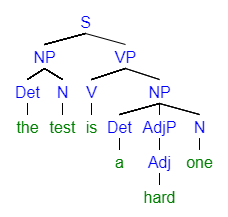 S
NP VP
Det N V NP
the test is Det AdjP N
a Adj one
hard